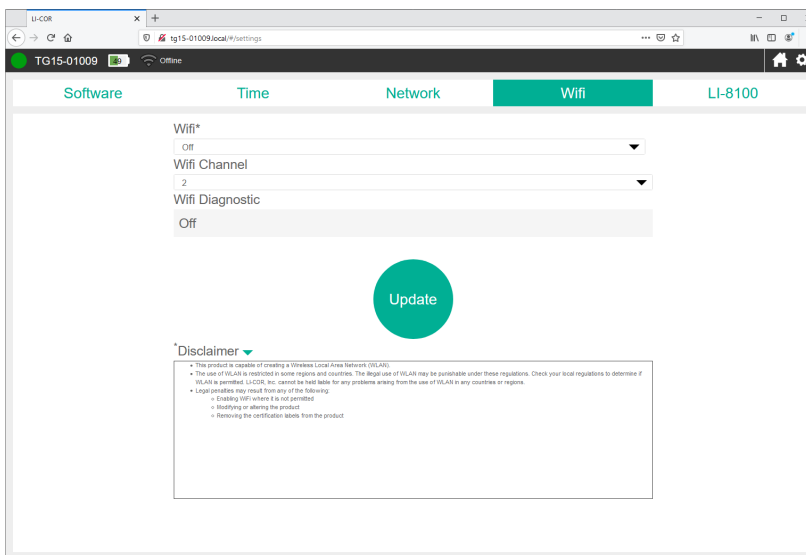 LI-COR
tg15-01009.local/#/settings
TG15-01009 49 Offline
Software Time Network Wifi LI-8100
Wifi*
Off
Wifi Channel
2
Wifi Diagnostic
Off
Update
*Disclaimer
This product is capable of creating a Wireless Local Area Network (WLAN).
The use of WLAN is restricted in some regions and countries. The illegal use of WLAN may be punishable under these regulations. Check your local regulations to determine if
WLAN is permitted. LI-COR, Inc. cannot be held liable for any problems arising from the use of WLAN in any countries or regions.
Legal penalties may result from any of the following:
Enabling WiFi where it is not permitted
Modifying or altering the product
Removing the certification labels from the product